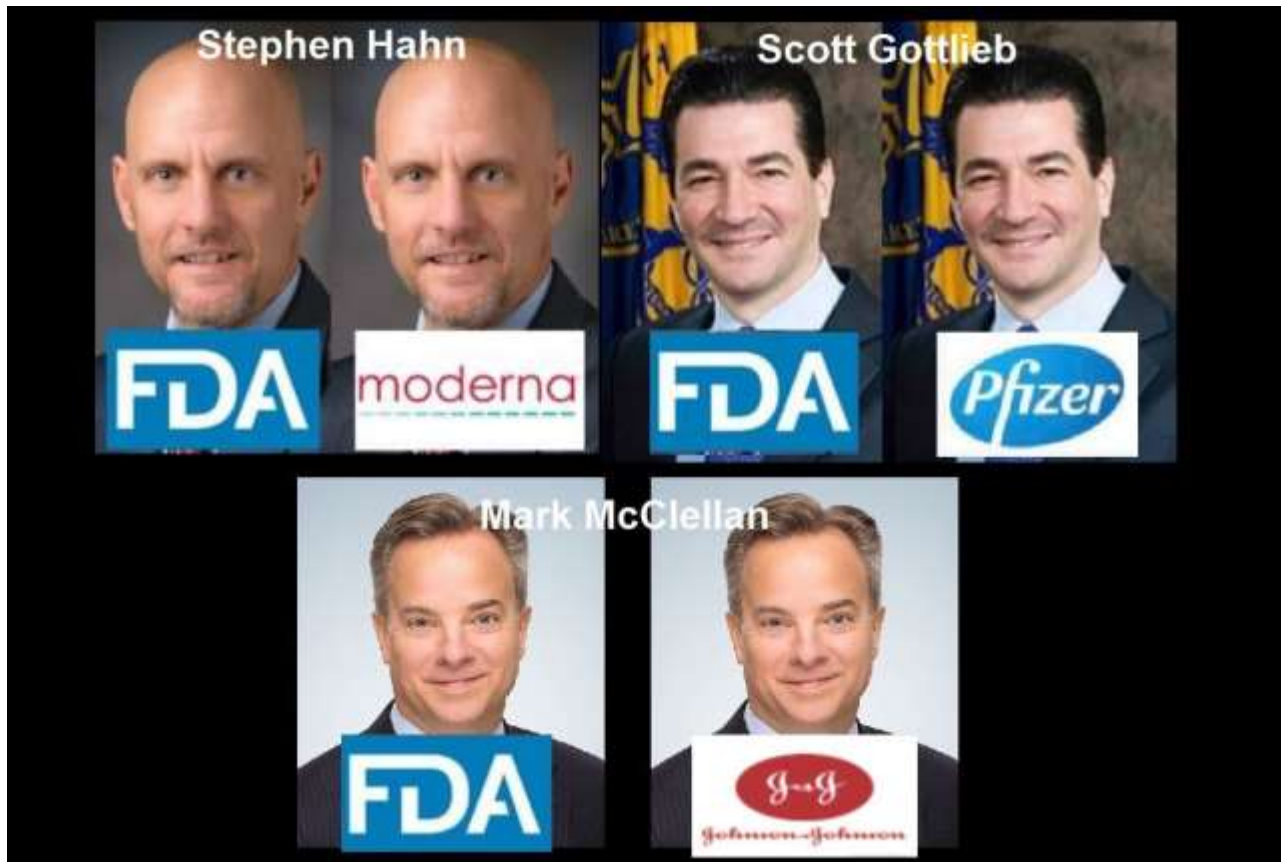 Stephen Hahn
Scott Gottlieb
FDA
moderna
FDA
Pfizer
Mark McClellan
FDA
J&J
Johnson & Johnson